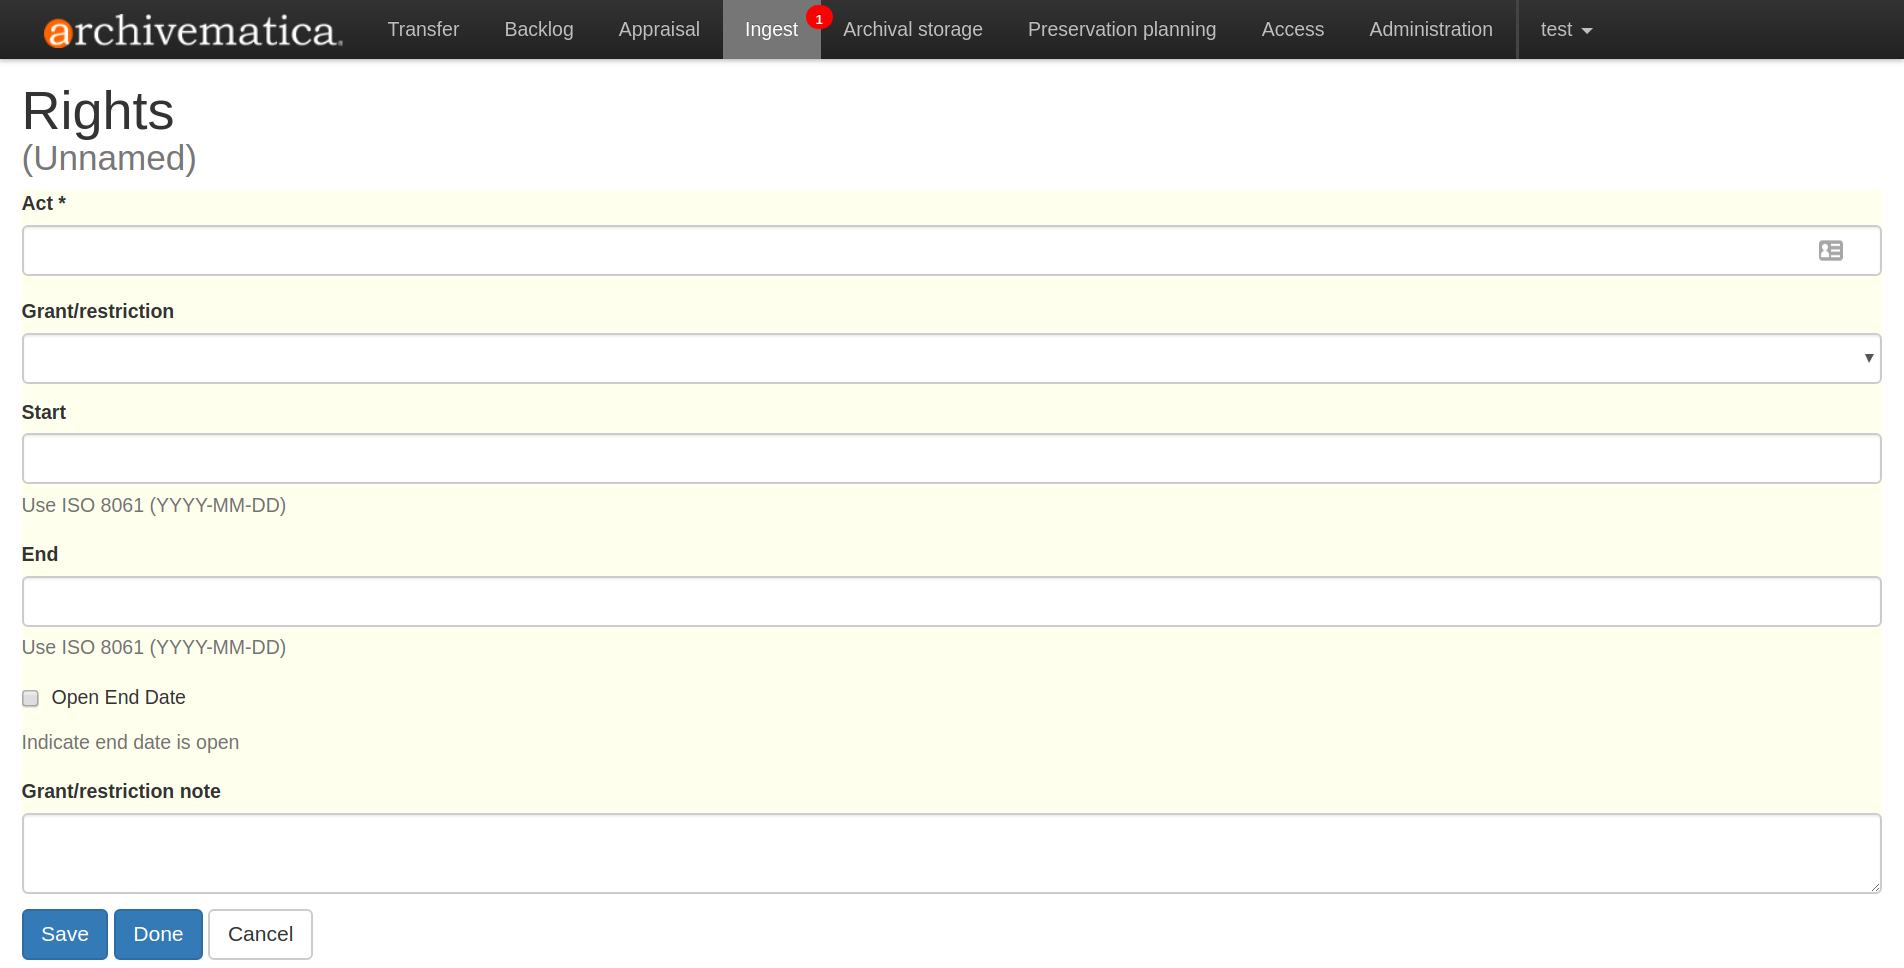 archivematica.
Transfer Backlog Appraisal Ingest 1 Archival storage Preservation planning Access Administration test
Rights
(Unnamed)
Act *
Grant/restriction
Start
Use ISO 8061 (YYYY-MM-DD)
End
Use ISO 8061 (YYYY-MM-DD)
Open End Date
Indicate end date is open
Grant/restriction note
Save Done Cancel